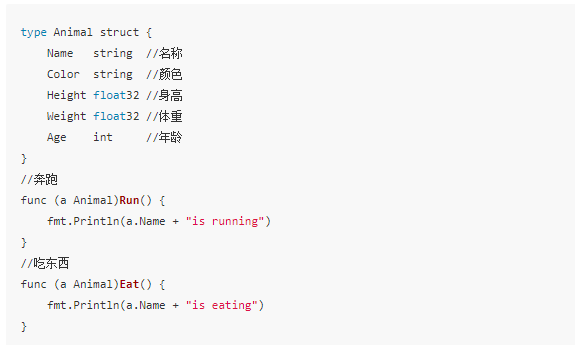 type Animal struct {
    Name   string  //名称
    Color  string  //颜色
    Height float32 //身高
    Weight float32 //体重
    Age    int     //年龄
}
//奔跑
func (a Animal)Run() {
    fmt.Println(a.Name + "is running")
}
//吃东西
func (a Animal)Eat() {
    fmt.Println(a.Name + "is eating")
}